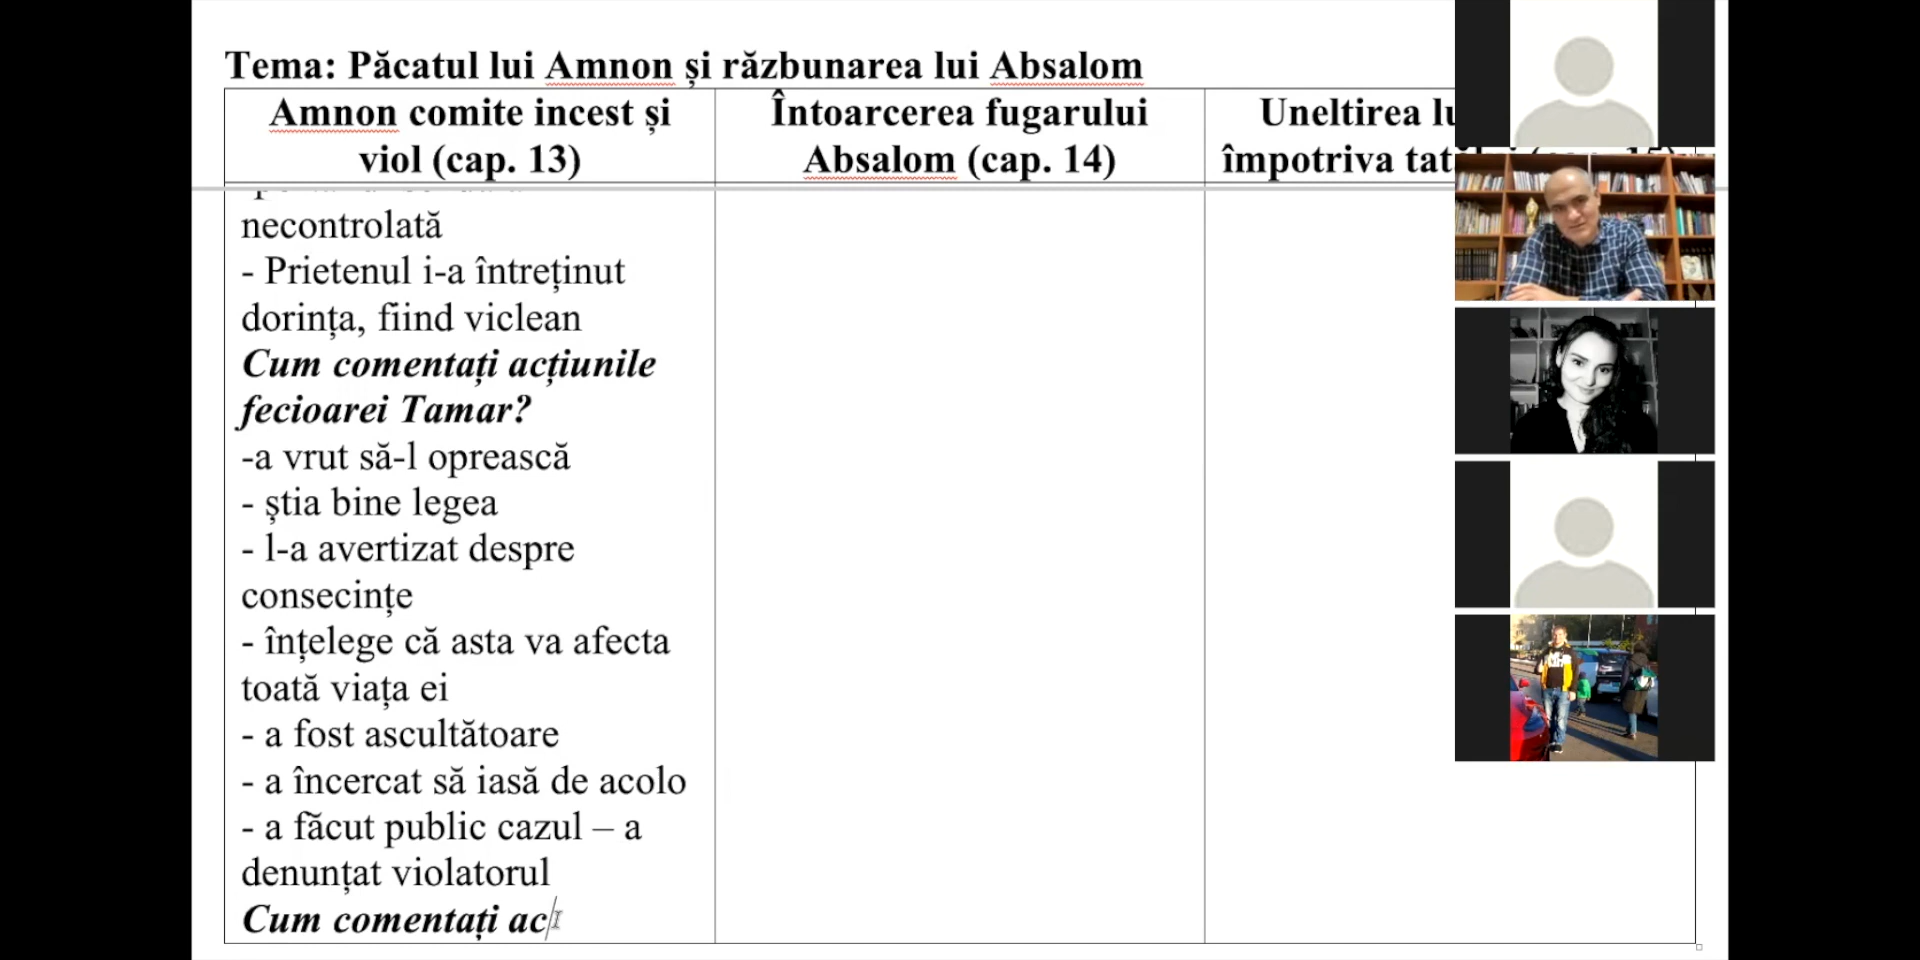 Tema: Păcatul lui Amnon și răzbunarea lui Absalom
Amnon comite incest și
viol (cap. 13)
Întoarcerea fugarului
Absalom (cap. 14)
Uneltirea
împotriva
necontrolată
- Prietenul i-a întreținut
dorința, fiind viclean
Cum comentați acțiunile
fecioarei Tamar?
-a vrut să-l oprească
- știa bine legea
- l-a avertizat despre
consecințe
- înțelege că asta va afecta
toată viața ei
- a fost ascultătoare
- a încercat să iasă de acolo
- a făcut public cazul – a
denunțat violatorul
Cum comentați ac